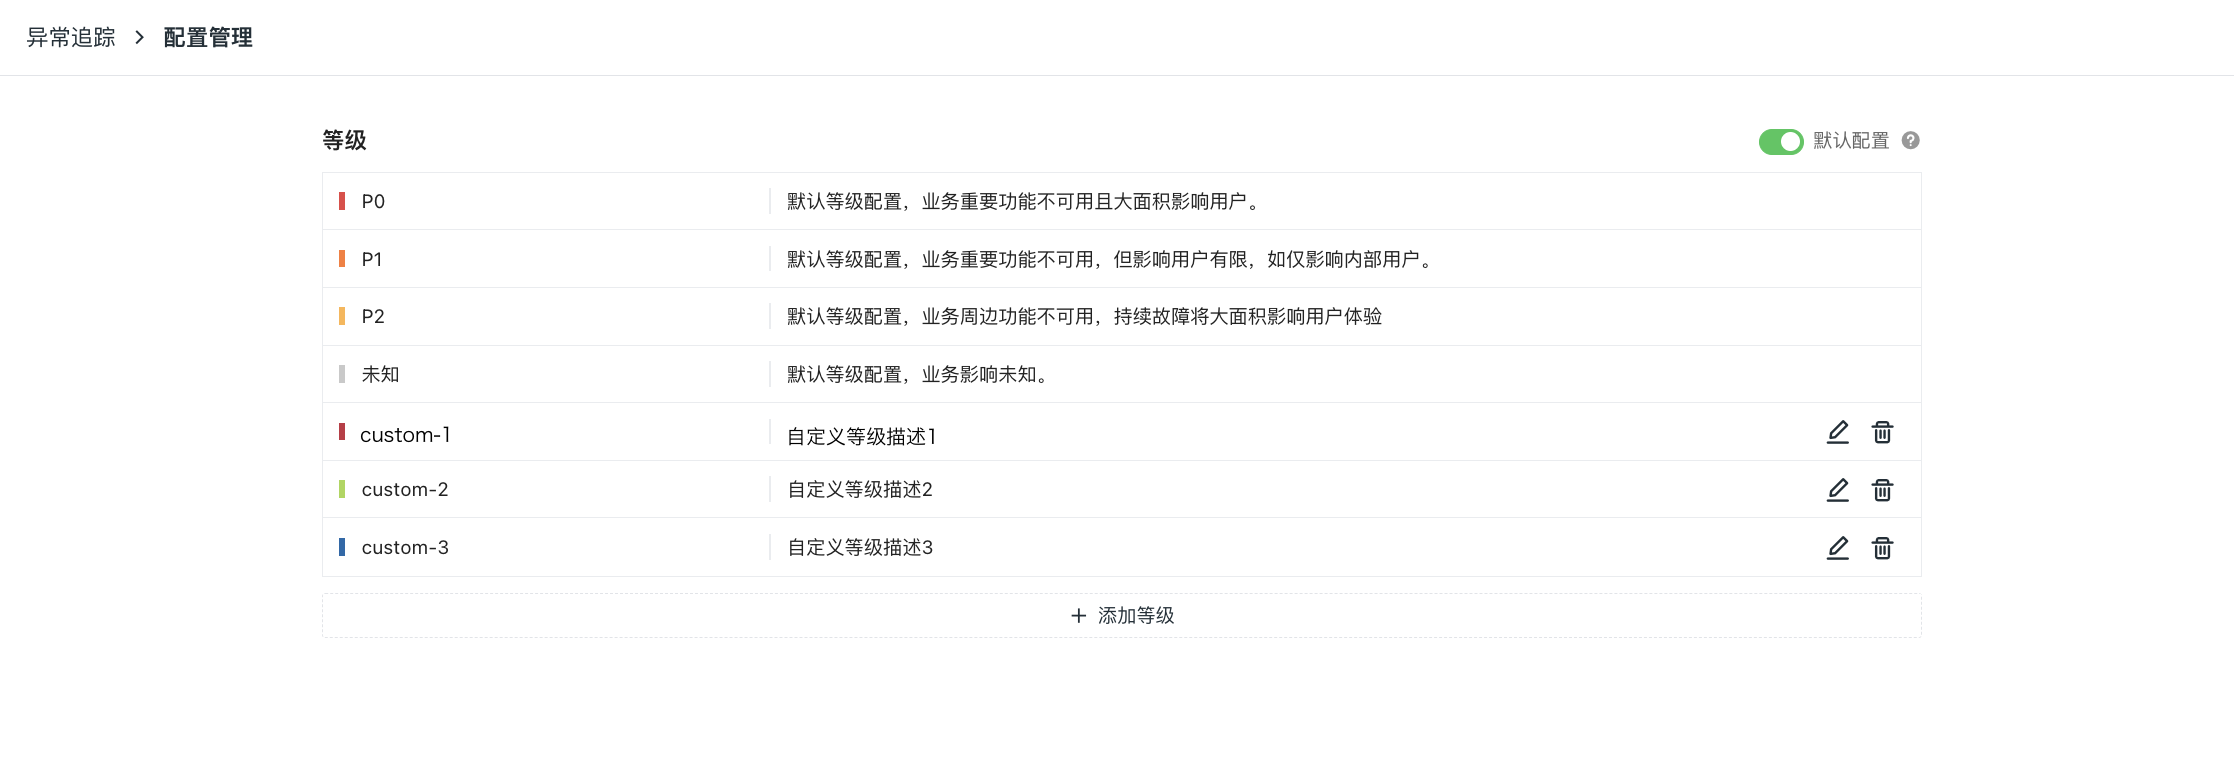 异常追踪 > 配置管理
等级
默认配置
P0 默认等级配置，业务重要功能不可用且大面积影响用户。
P1 默认等级配置，业务重要功能不可用，但影响用户有限，如仅影响内部用户。
P2 默认等级配置，业务周边功能不可用，持续故障将大面积影响用户体验
未知 默认等级配置，业务影响未知。
custom-1 自定义等级描述1
custom-2 自定义等级描述2
custom-3 自定义等级描述3
+ 添加等级